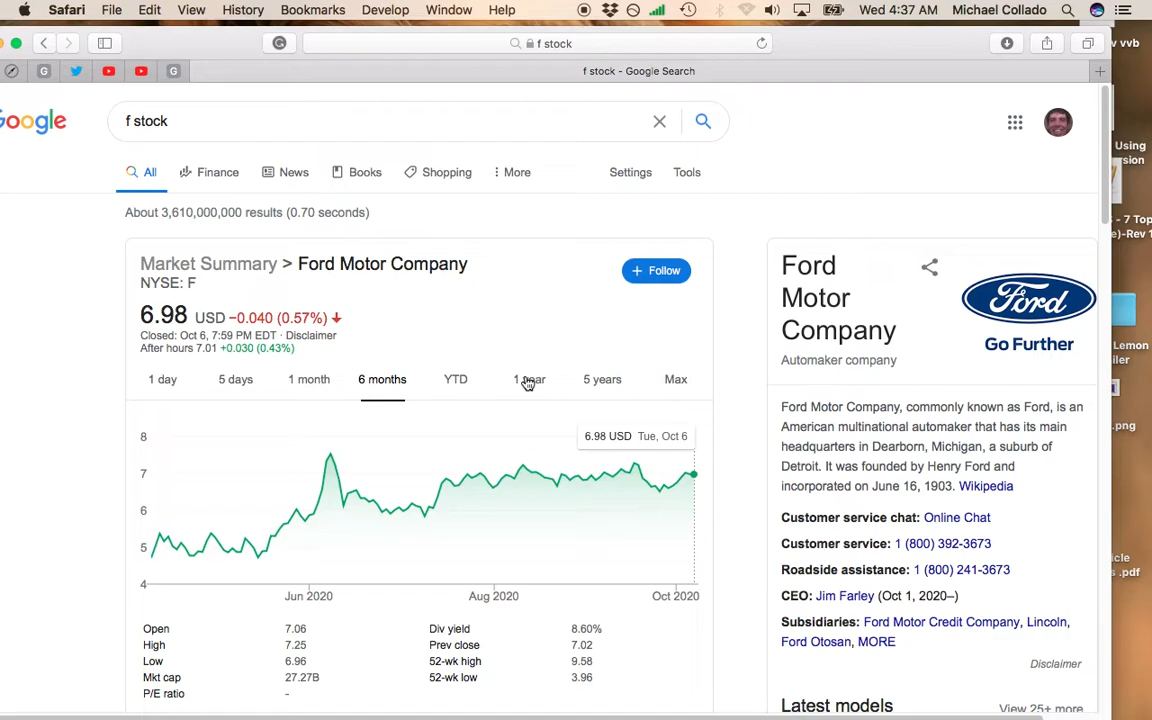 Safari File Edit View History Bookmarks Develop Window Help Wed 4:37 AM Michael Collado
f stock
f stock - Google Search
Google f stock
All Finance News Books Shopping More Settings Tools
About 3,610,000,000 results (0.70 seconds)
Market Summary > Ford Motor Company
NYSE: F
+ Follow
6.98 USD −0.040 (0.57%)
Closed: Oct 6, 7:59 PM EDT · Disclaimer
After hours 7.01 +0.030 (0.43%)
1 day 5 days 1 month 6 months YTD 1 year 5 years Max
6.98 USD Tue, Oct 6
8
7
6
5
4
Jun 2020 Aug 2020 Oct 2020
Open 7.06 Div yield 8.60%
High 7.25 Prev close 7.02
Low 6.96 52-wk high 9.58
Mkt cap 27.27B 52-wk low 3.96
P/E ratio -
Ford
Motor
Company
Automaker company
Ford
Go Further
Ford Motor Company, commonly known as Ford, is an
American multinational automaker that has its main
headquarters in Dearborn, Michigan, a suburb of
Detroit. It was founded by Henry Ford and
incorporated on June 16, 1903. Wikipedia
Customer service chat: Online Chat
Customer service: 1 (800) 392-3673
Roadside assistance: 1 (800) 241-3673
CEO: Jim Farley (Oct 1, 2020–)
Subsidiaries: Ford Motor Credit Company, Lincoln,
Ford Otosan, MORE
Disclaimer
Latest models View 25+ more
v vvb
Using
- 7 Top
)-Rev 1
Lemon
.png
.pdf